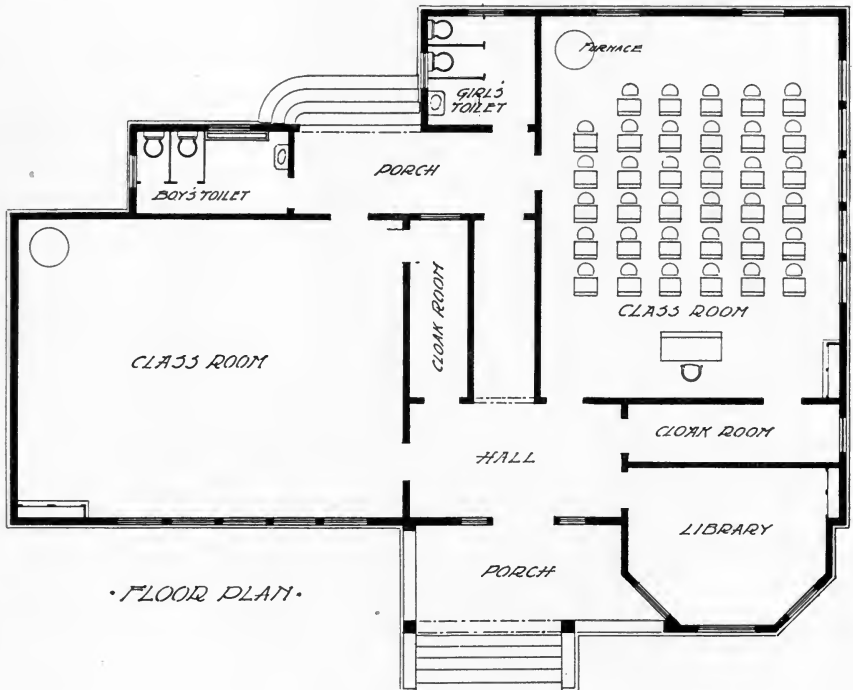 FURNACE
GIRL'S
TOILET
PORCH
BOY'S TOILET
CLASS ROOM
CLOAK ROOM
CLASS ROOM
CLOAK ROOM
HALL
LIBRARY
PORCH
· FLOOR PLAN ·